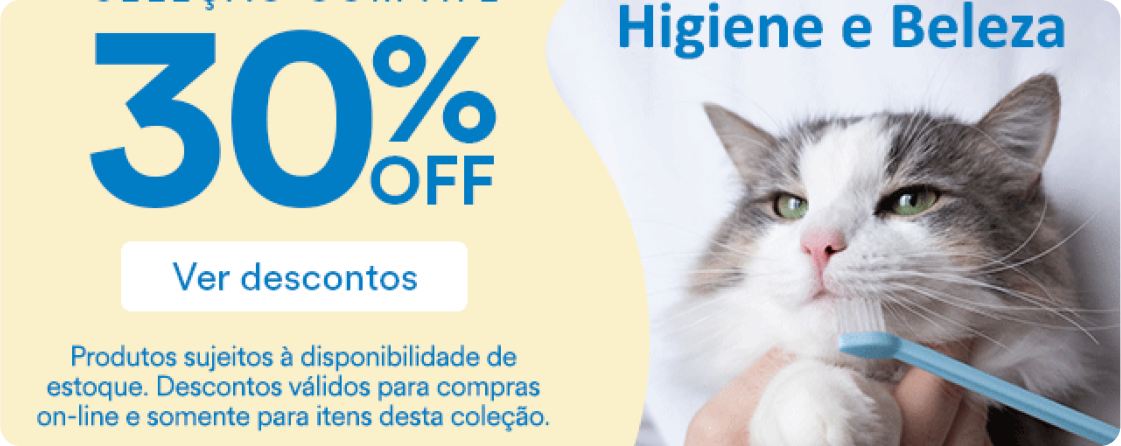 30%
OFF
Ver descontos
Produtos sujeitos à disponibilidade de
estoque. Descontos válidos para compras
on-line e somente para itens desta coleção.
Higiene e Beleza